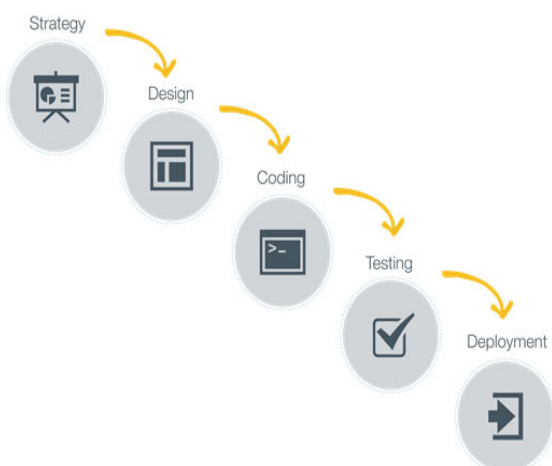 Strategy
Design
Coding
>_
Testing
Deployment